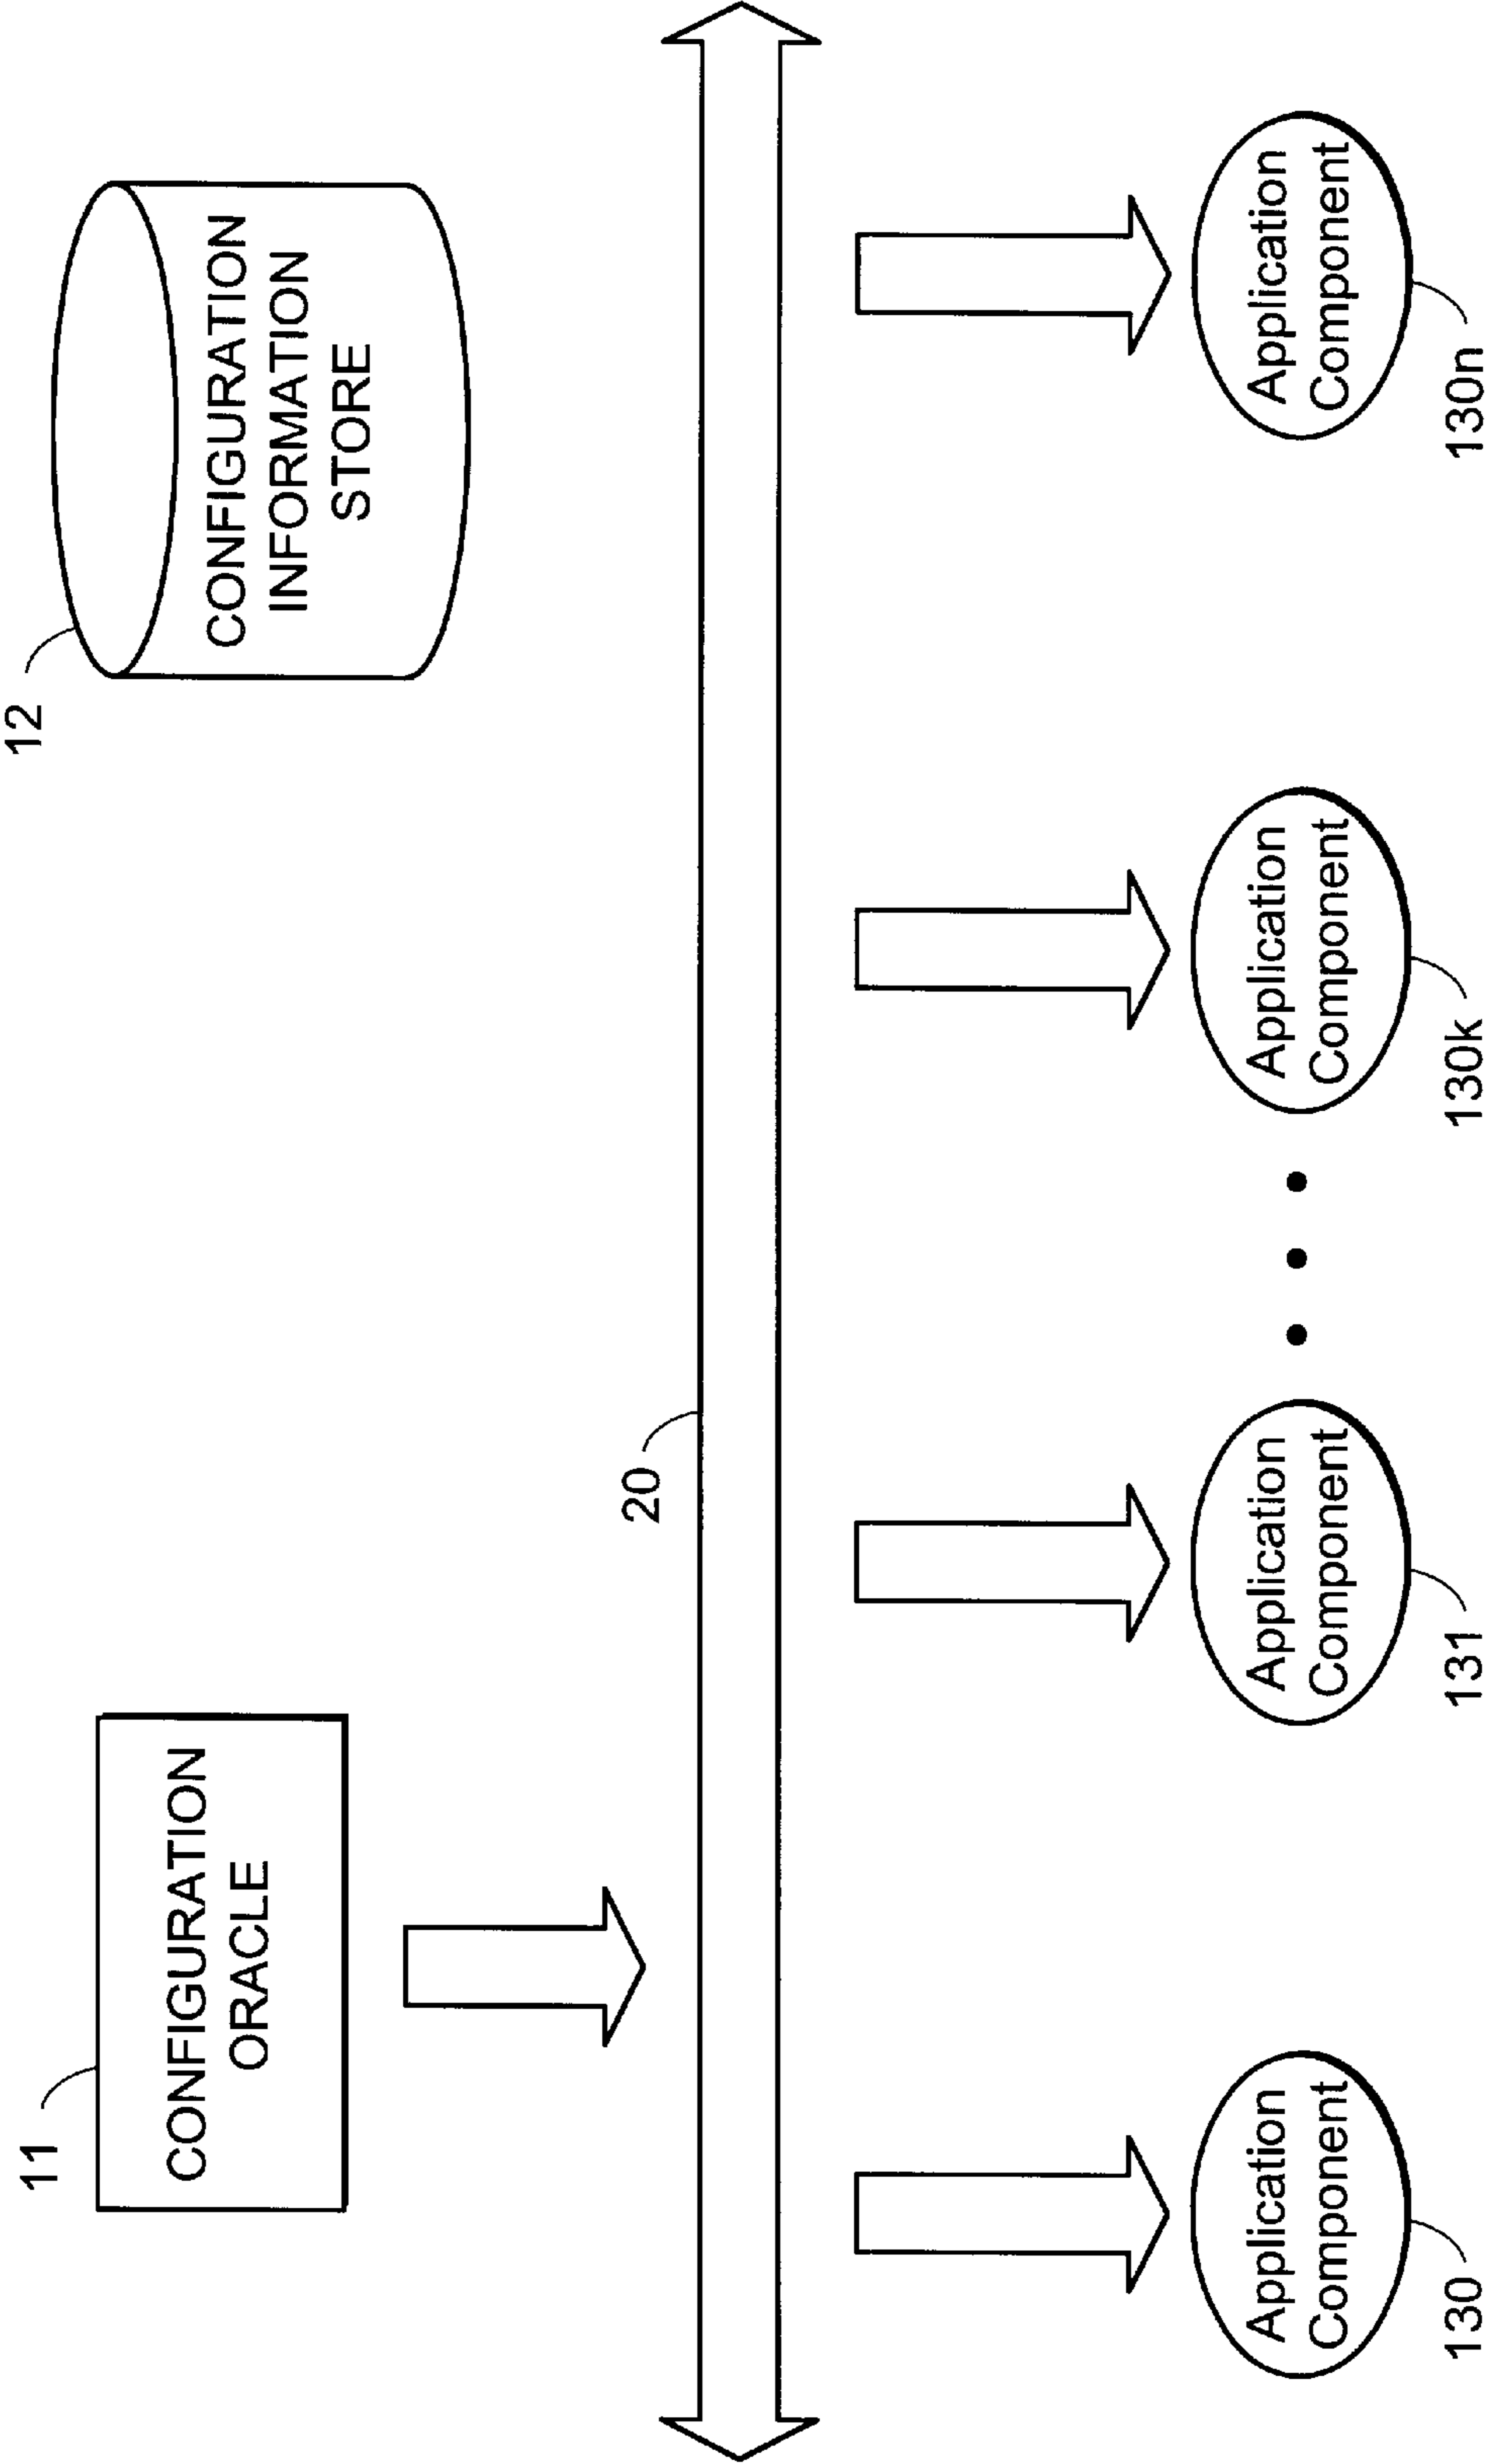 11
CONFIGURATION
ORACLE
12
CONFIGURATION
INFORMATION
STORE
20
Application
Component
130
Application
Component
131
Application
Component
130k
Application
Component
130n